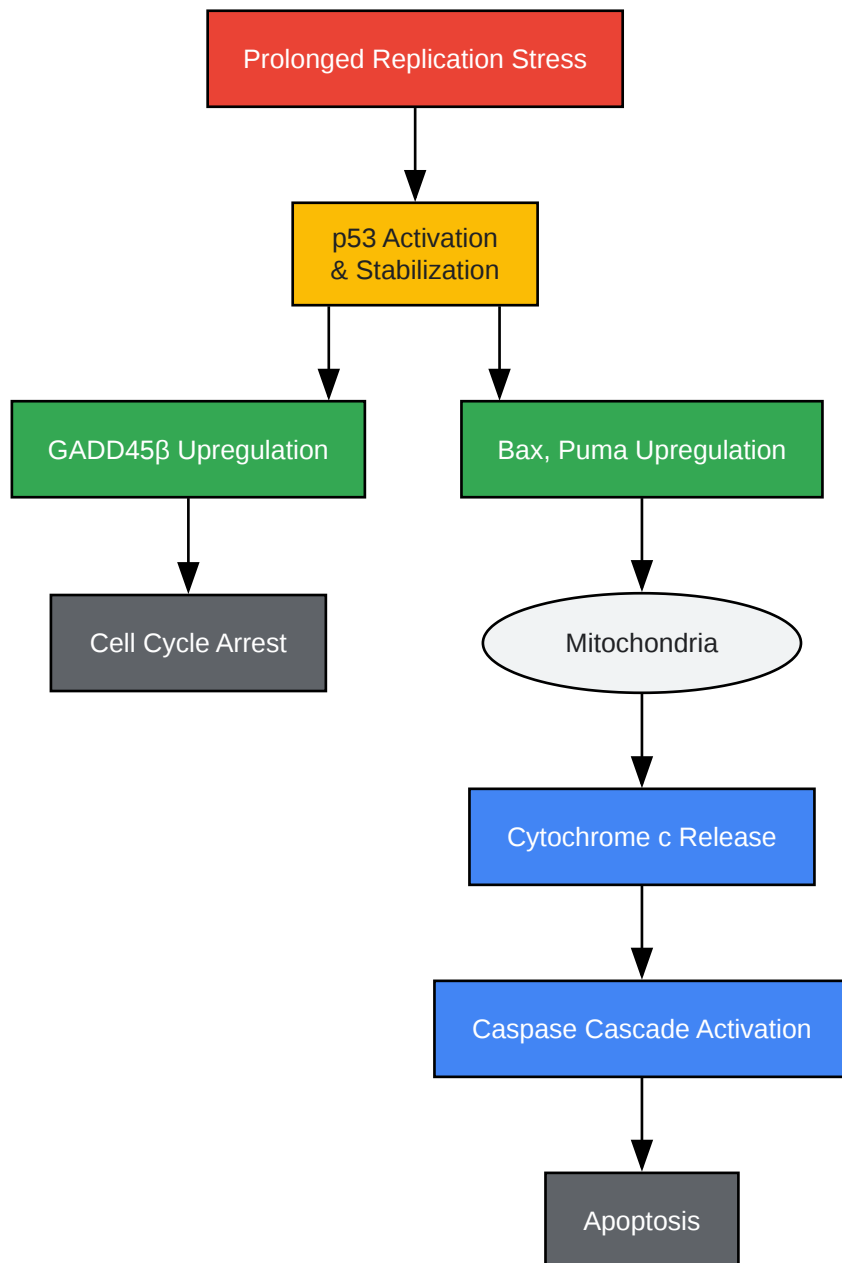 Prolonged Replication Stress
p53 Activation
& Stabilization
GADD45β Upregulation
Bax, Puma Upregulation
Cell Cycle Arrest
Mitochondria
Cytochrome c Release
Caspase Cascade Activation
Apoptosis